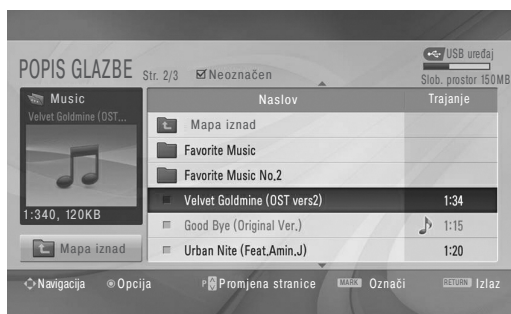 USB uređaj
POPIS GLAZBE Str. 2/3 Neoznačen
Slob. prostor 150MB
Music
Velvet Goldmine (OST...
1:340, 120KB
Mapa iznad
Naslov Trajanje
Mapa iznad
Favorite Music
Favorite Music No,2
Velvet Goldmine (OST vers2) 1:34
Good Bye (Original Ver.) 1:15
Urban Nite (Feat,Amin,J) 1:20
Navigacija Opcija P Promjena stranice MARK Označi RETURN Izlaz